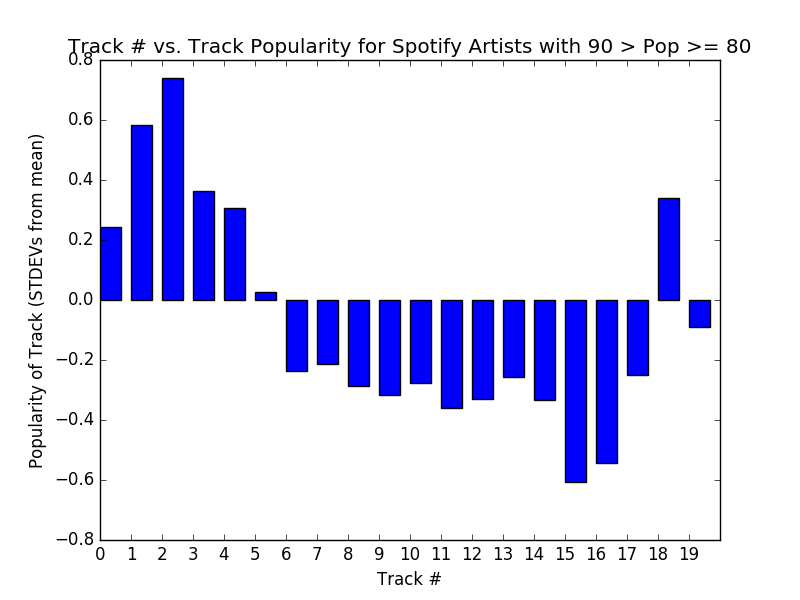 Track # vs. Track Popularity for Spotify Artists with 90 > Pop >= 80
Popularity of Track (STDEVs from mean)
0.8
0.6
0.4
0.2
0.0
−0.2
−0.4
−0.6
−0.8
0 1 2 3 4 5 6 7 8 9 10 11 12 13 14 15 16 17 18 19
Track #